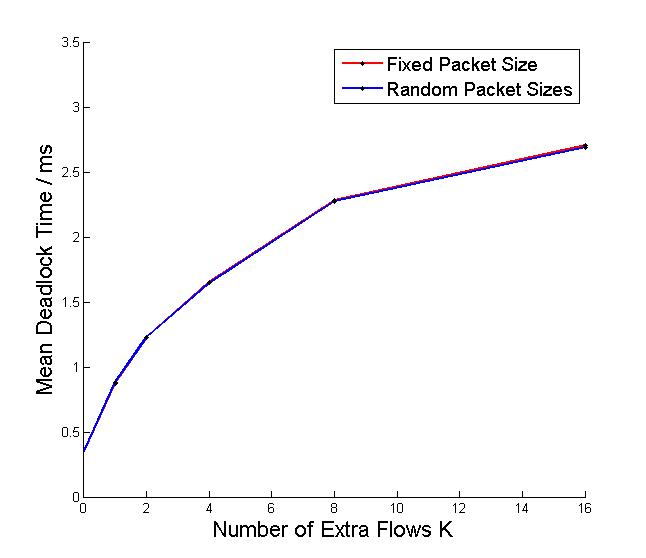 3.5
3
2.5
2
1.5
1
0.5
0
Mean Deadlock Time / ms
Fixed Packet Size
Random Packet Sizes
0 2 4 6 8 10 12 14 16
Number of Extra Flows K